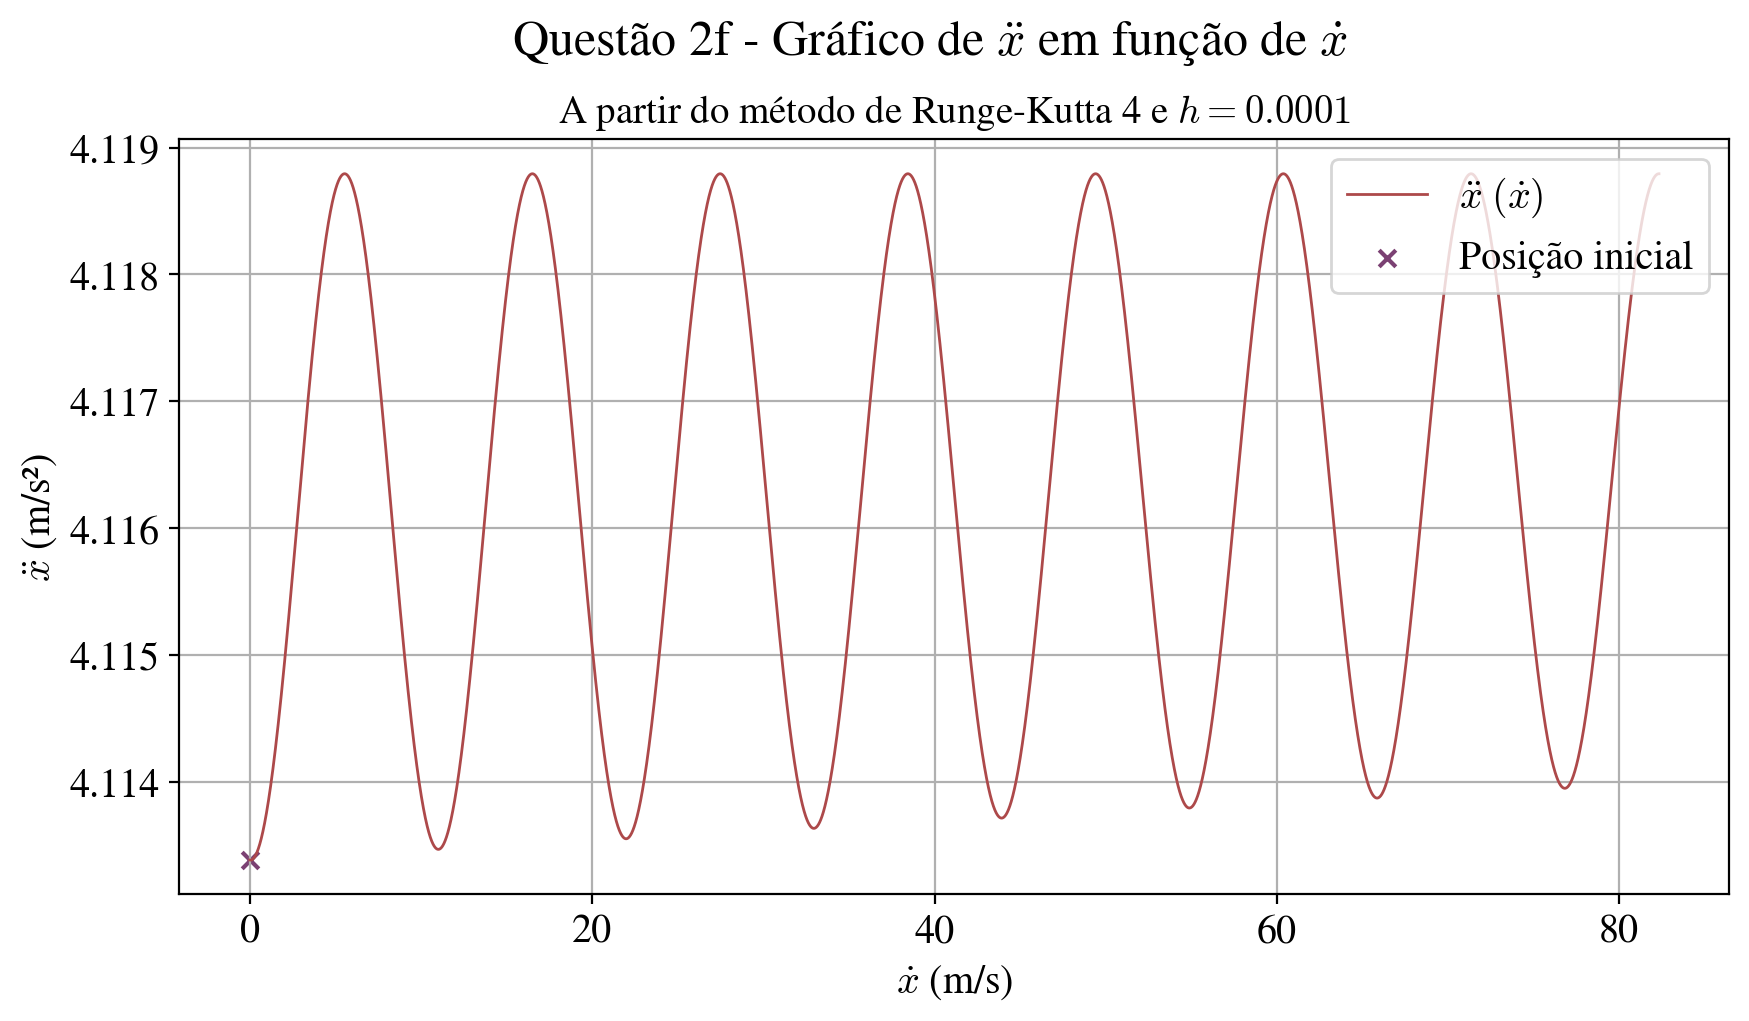 Questão 2f - Gráfico de ẍ em função de ẋ
A partir do método de Runge-Kutta 4 e h = 0.0001
4.119
4.118
4.117
4.116
4.115
4.114
ẍ (m/s²)
ẍ (ẋ)
Posição inicial
0 20 40 60 80
ẋ (m/s)